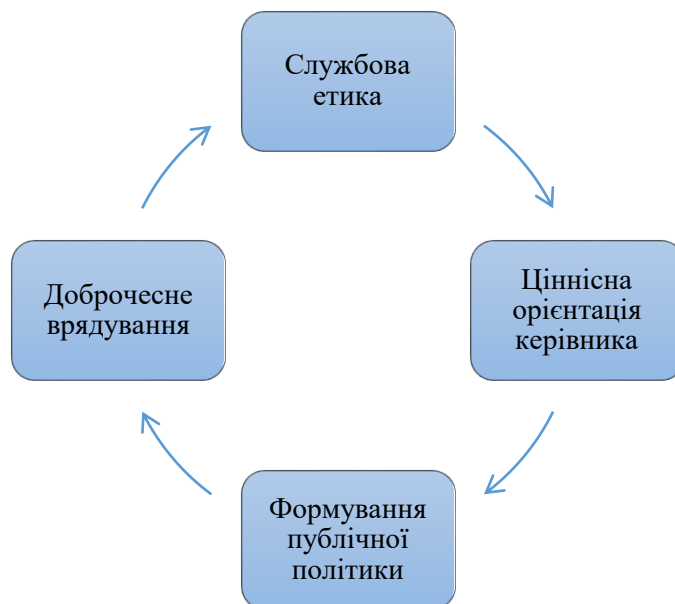 Службова
етика
Ціннісна
орієнтація
керівника
Формування
публічної
політики
Доброчесне
врядування